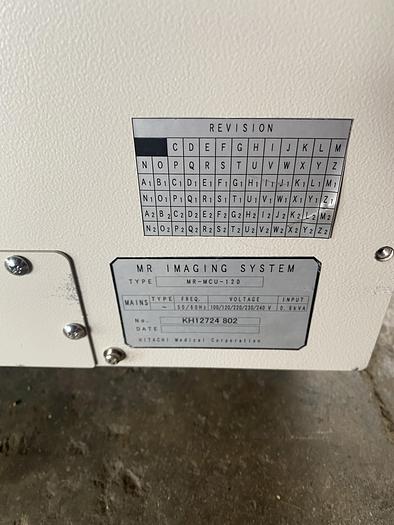 REVISION
C D E F G H I J K L M
N O P Q R S T U V W X Y Z
A1 B1 C1 D1 E1 F1 G1 H1 I1 J1 K1 L1 M1
N1 O1 P1 Q1 R1 S1 T1 U1 V1 W1 X1 Y1 Z1
A2 B2 C2 D2 E2 F2 G2 H2 I2 J2 K2 L2 M2
N2 O2 P2 Q2 R2 S2 T2 U2 V2 W2 X2 Y2 Z2
MR IMAGING SYSTEM
TYPE MR-MCU-120
MAINS TYPE FREQ. VOLTAGE INPUT
~ 50/60Hz 100/120/220/230/240 V 0.9kVA
No. KH12724 802
DATE
HITACHI Medical Corporation